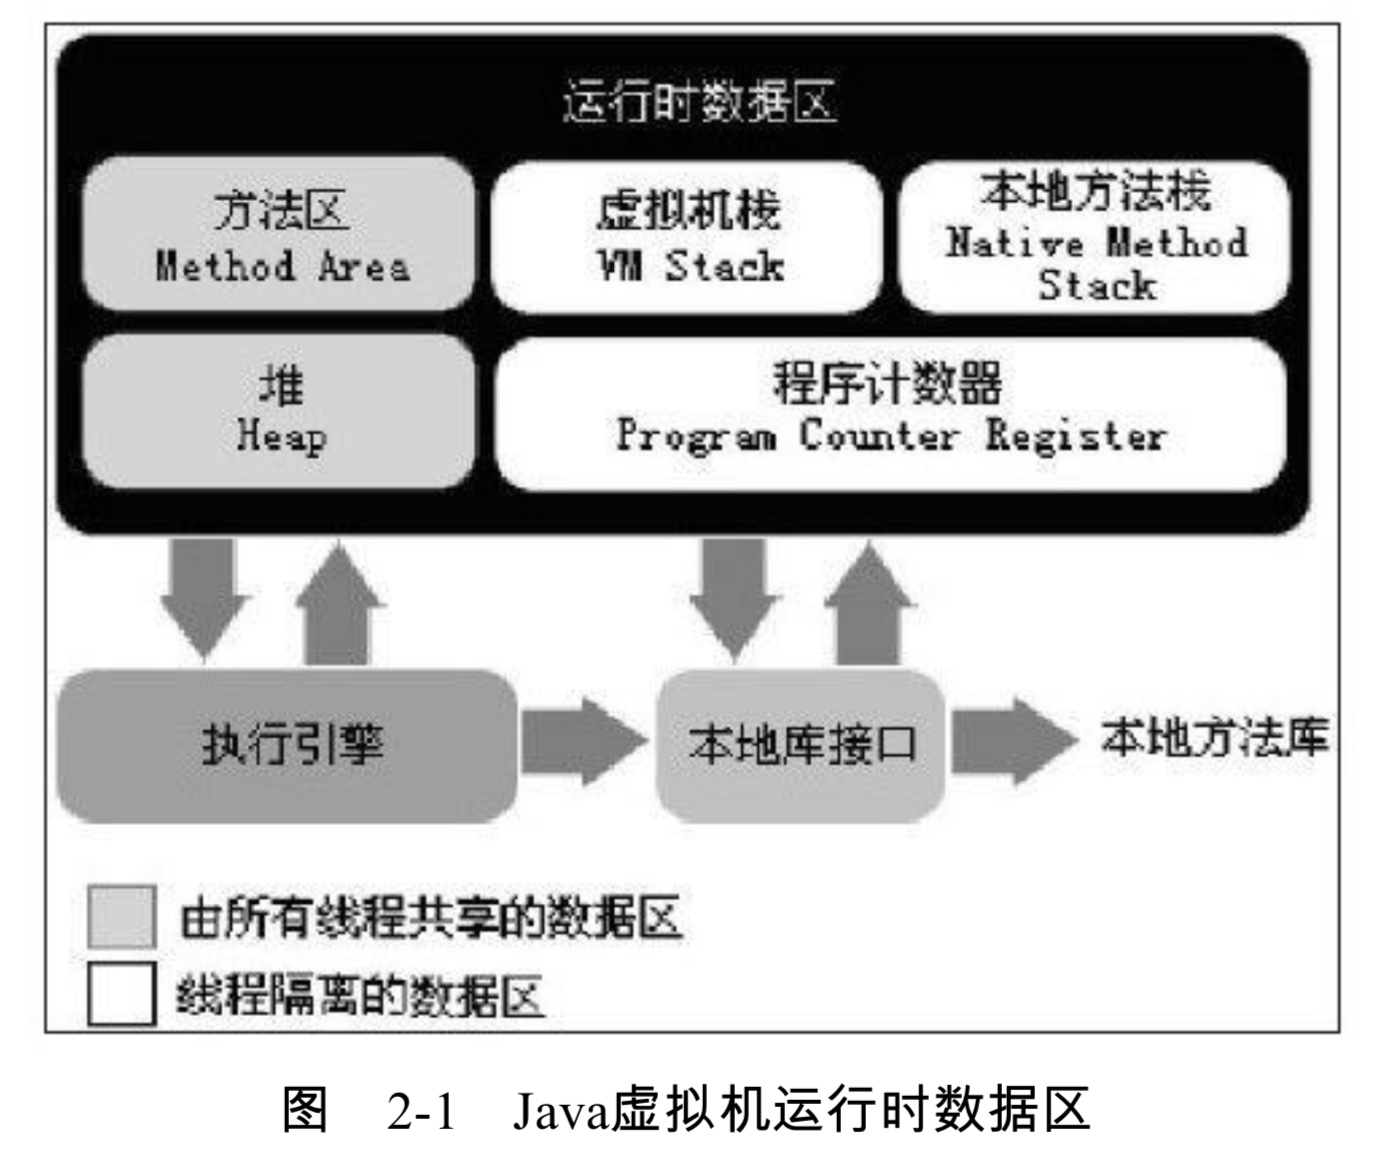 运行时数据区
方法区
Method Area
虚拟机栈
VM Stack
本地方法栈
Native Method
Stack
堆
Heap
程序计数器
Program Counter Register
执行引擎
本地库接口
本地方法库
由所有线程共享的数据区
线程隔离的数据区
图 2-1 Java虚拟机运行时数据区